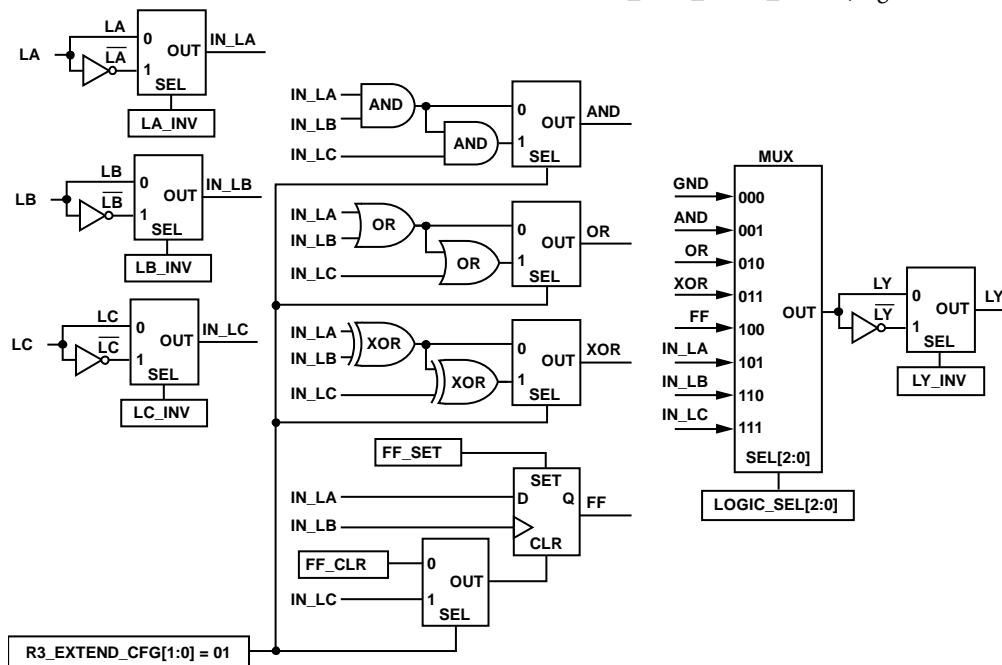 LA
LA
L̅A̅
0
1
OUT
SEL
IN_LA
LA_INV
LB
LB
L̅B̅
0
1
OUT
SEL
IN_LB
LB_INV
LC
LC
L̅C̅
0
1
OUT
SEL
IN_LC
LC_INV
IN_LA
IN_LB
IN_LC
AND
AND
0
1
OUT
SEL
AND
IN_LA
IN_LB
IN_LC
OR
OR
0
1
OUT
SEL
OR
IN_LA
IN_LB
IN_LC
XOR
XOR
0
1
OUT
SEL
XOR
FF_SET
IN_LA
IN_LB
SET
D
Q
CLR
FF
FF_CLR
IN_LC
0
1
OUT
SEL
R3_EXTEND_CFG[1:0] = 01
MUX
GND
000
AND
001
OR
010
XOR
011
FF
100
IN_LA
101
IN_LB
110
IN_LC
111
OUT
SEL[2:0]
LOGIC_SEL[2:0]
LY
L̅Y̅
0
1
OUT
SEL
LY
LY_INV